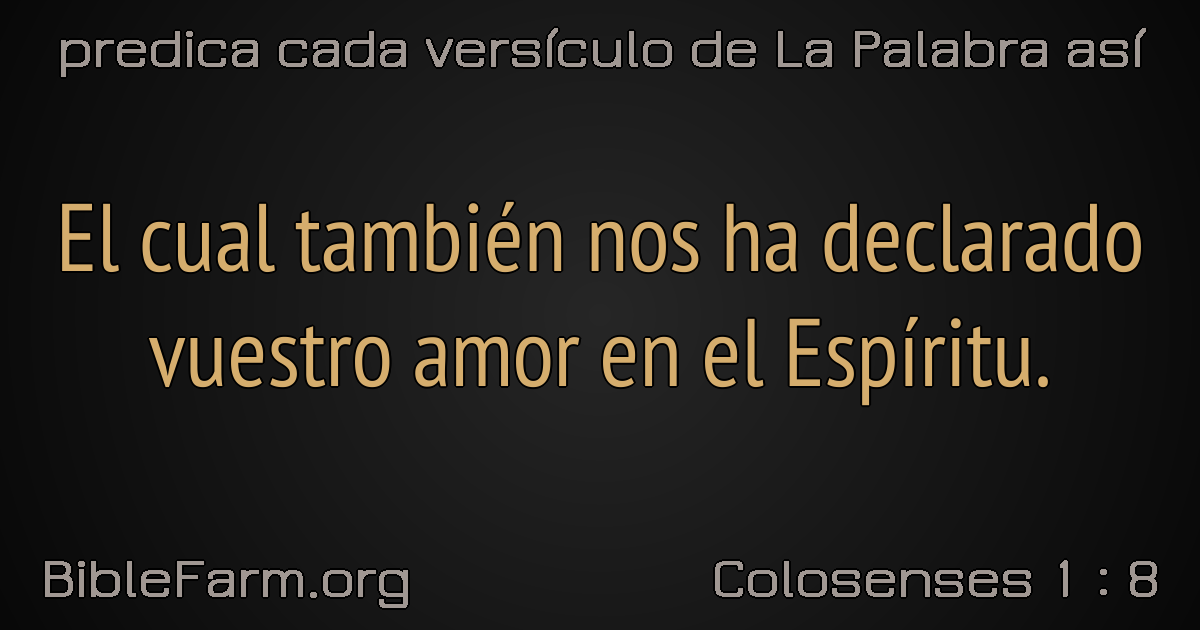 predica cada versículo de La Palabra así
El cual también nos ha declarado
vuestro amor en el Espíritu.
BibleFarm.org
Colosenses 1 : 8